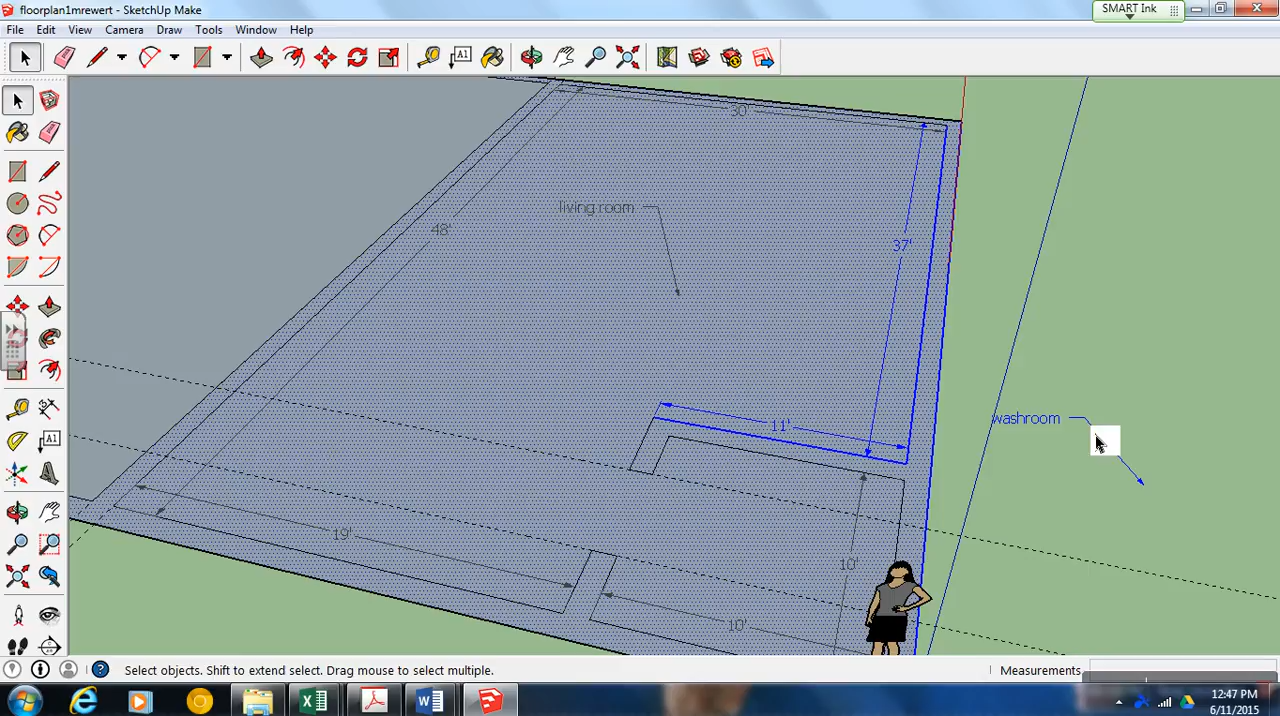 floorplan1mrewert - SketchUp Make
SMART Ink
File Edit View Camera Draw Tools Window Help
A1
30'
living room
48'
37'
11'
washroom
A1
19'
10'
10'
Select objects. Shift to extend select. Drag mouse to select multiple.
Measurements
12:47 PM
6/11/2015